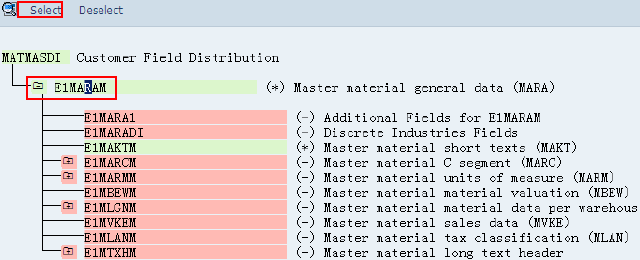 Select Deselect
MATMASDI Customer Field Distribution
E1MARAM (*) Master material general data (MARA)
E1MARA1 (-) Additional Fields for E1MARAM
E1MARADI (-) Discrete Industries Fields
E1MAKTM (*) Master material short texts (MAKT)
E1MARCM (-) Master material C segment (MARC)
E1MARMM (-) Master material units of measure (MARM)
E1MBEWM (-) Master material material valuation (MBEW)
E1MLGNM (-) Master material material data per warehous
E1MVKEM (-) Master material sales data (MVKE)
E1MLANM (-) Master material tax classification (MLAN)
E1MTXHM (-) Master material long text header